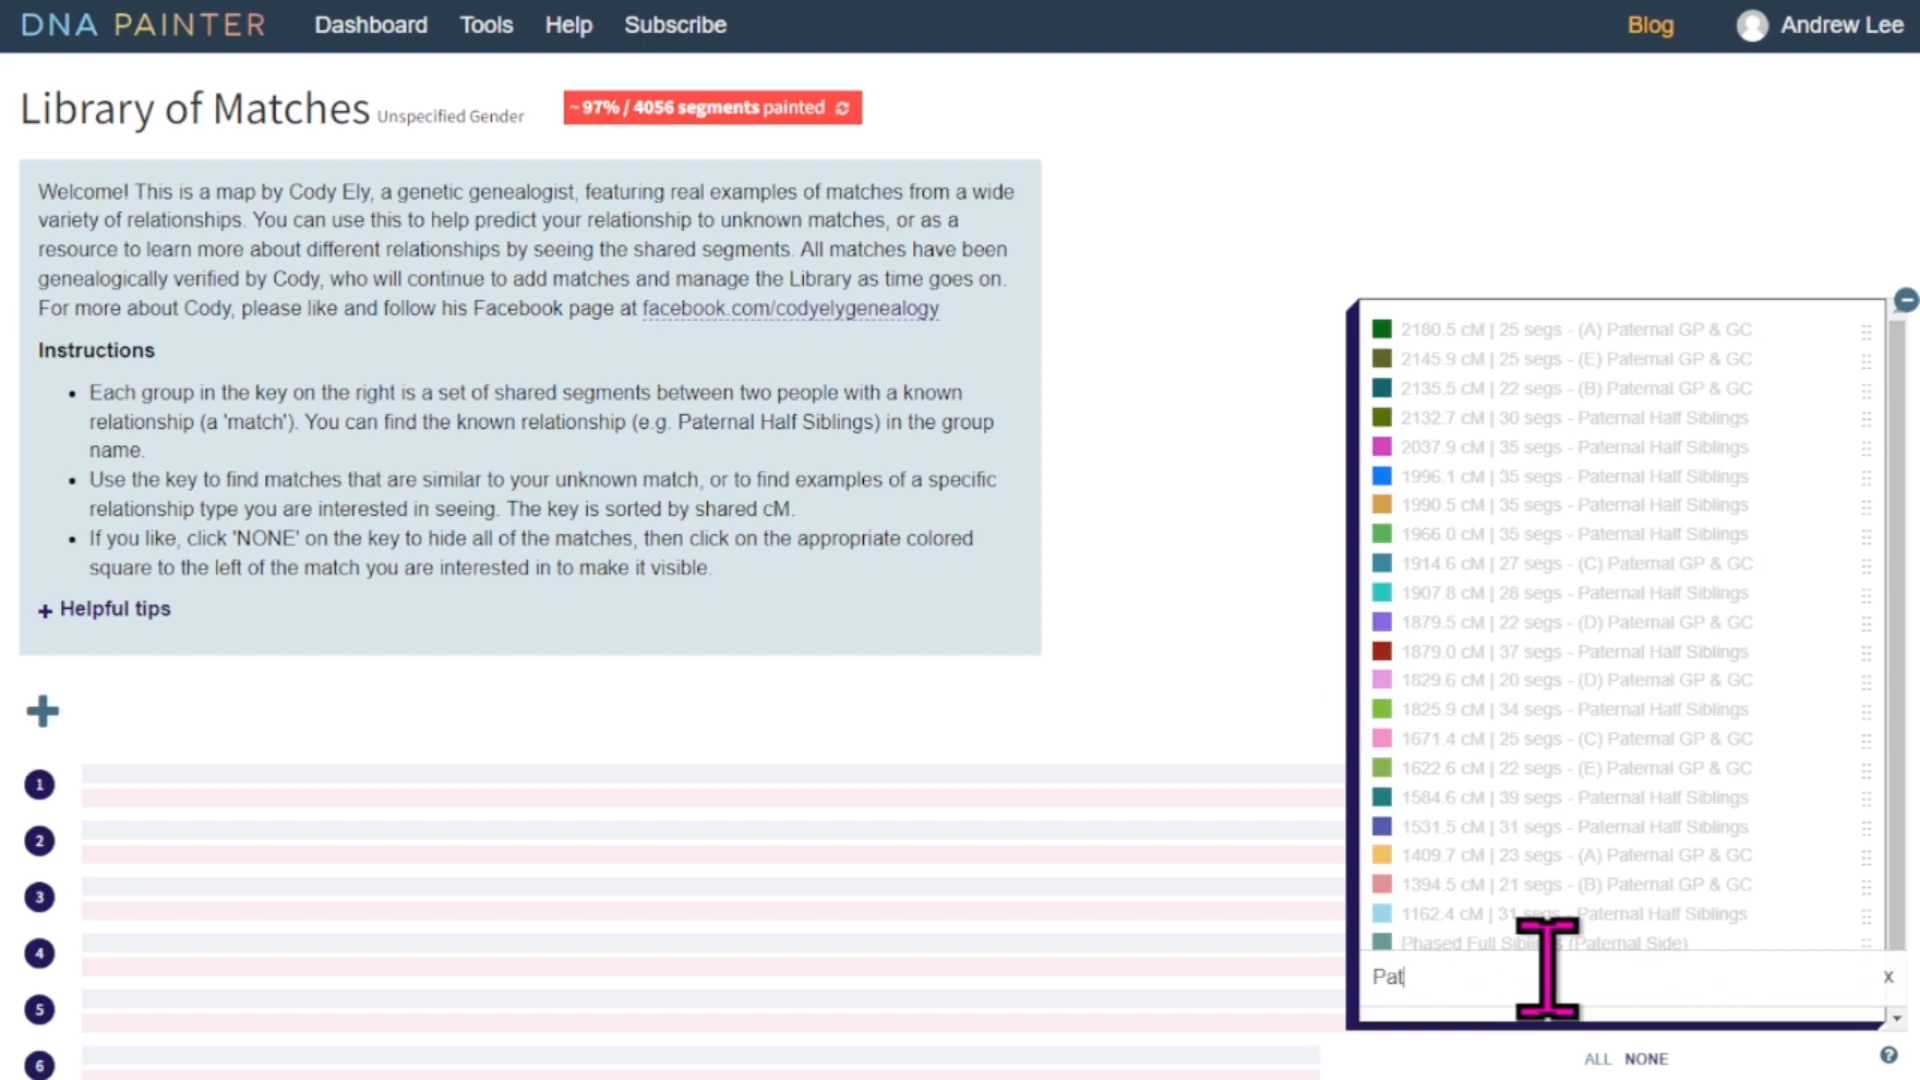 DNA PAINTER Dashboard Tools Help Subscribe Blog Andrew Lee
Library of Matches Unspecified Gender ~ 97% / 4056 segments painted
Welcome! This is a map by Cody Ely, a genetic genealogist, featuring real examples of matches from a wide
variety of relationships. You can use this to help predict your relationship to unknown matches, or as a
resource to learn more about different relationships by seeing the shared segments. All matches have been
genealogically verified by Cody, who will continue to add matches and manage the Library as time goes on.
For more about Cody, please like and follow his Facebook page at facebook.com/codyelygenealogy
Instructions
• Each group in the key on the right is a set of shared segments between two people with a known
relationship (a 'match'). You can find the known relationship (e.g. Paternal Half Siblings) in the group
name.
• Use the key to find matches that are similar to your unknown match, or to find examples of a specific
relationship type you are interested in seeing. The key is sorted by shared cM.
• If you like, click 'NONE' on the key to hide all of the matches, then click on the appropriate colored
square to the left of the match you are interested in to make it visible.
+ Helpful tips
1
2
3
4
5
6
2180.5 cM | 25 segs - (A) Paternal GP & GC
2145.9 cM | 25 segs - (E) Paternal GP & GC
2135.5 cM | 22 segs - (B) Paternal GP & GC
2132.7 cM | 30 segs - Paternal Half Siblings
2037.9 cM | 35 segs - Paternal Half Siblings
1996.1 cM | 35 segs - Paternal Half Siblings
1990.5 cM | 35 segs - Paternal Half Siblings
1966.0 cM | 35 segs - Paternal Half Siblings
1914.6 cM | 27 segs - (C) Paternal GP & GC
1907.8 cM | 28 segs - Paternal Half Siblings
1879.5 cM | 22 segs - (D) Paternal GP & GC
1879.0 cM | 37 segs - Paternal Half Siblings
1829.6 cM | 20 segs - (D) Paternal GP & GC
1825.9 cM | 34 segs - Paternal Half Siblings
1671.4 cM | 25 segs - (C) Paternal GP & GC
1622.6 cM | 22 segs - (E) Paternal GP & GC
1584.6 cM | 39 segs - Paternal Half Siblings
1531.5 cM | 31 segs - Paternal Half Siblings
1409.7 cM | 23 segs - (A) Paternal GP & GC
1394.5 cM | 21 segs - (B) Paternal GP & GC
1162.4 cM | 31 segs - Paternal Half Siblings
Phased Full Siblings (Paternal Side)
Pat x
ALL NONE ?